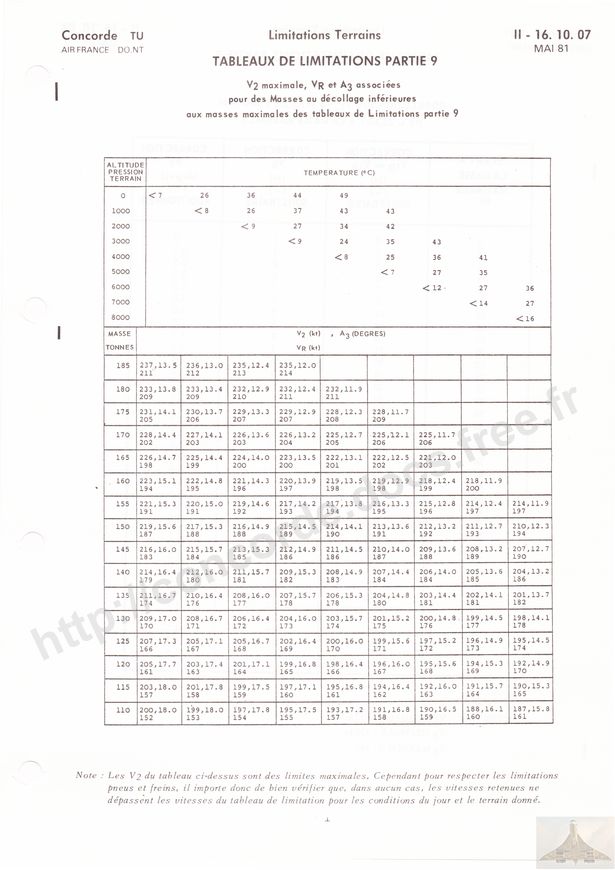 Concorde TU Limitations Terrains II - 16. 10. 07
AIR FRANCE DO.NT MAI 81
TABLEAUX DE LIMITATIONS PARTIE 9
V2 maximale, VR et A3 associées
pour des Masses au décollage inférieures
aux masses maximales des tableaux de Limitations partie 9
ALTITUDE
PRESSION TEMPERATURE (°C)
TERRAIN
0 <7 26 36 44 49
1000 <8 26 37 43 43
2000 <9 27 34 42
3000 <9 24 35 43
4000 <8 25 36 41
5000 <7 27 35
6000 <12 27 36
7000 <14 27
8000 <16
MASSE V2 (kt) , A3 (DEGRES)
TONNES VR (kt)
185 237,13.5 236,13.0 235,12.4 235,12.0
211 212 213 214
180 233,13.8 233,13.4 232,12.9 232,12.4 232,11.9
209 209 210 211 211
175 231,14.1 230,13.7 229,13.3 229,12.9 228,12.3 228,11.7
205 206 207 207 208 209
170 228,14.4 227,14.1 226,13.6 226,13.2 225,12.7 225,12.1 225,11.7
202 203 203 204 205 206 206
165 226,14.7 225,14.4 224,14.0 223,13.5 222,13.1 222,12.5 221,12.0
198 199 200 200 201 202 203
160 223,15.1 222,14.8 221,14.3 220,13.9 219,13.5 219,12.9 218,12.4 218,11.9
194 195 196 197 198 198 199 200
155 221,15.3 220,15.0 219,14.6 217,14.2 217,13.8 216,13.3 215,12.8 214,12.4 214,11.9
191 191 192 193 194 195 196 197 197
150 219,15.6 217,15.3 216,14.9 215,14.5 214,14.1 213,13.6 212,13.2 211,12.7 210,12.3
187 188 188 189 190 191 192 193 194
145 216,16.0 215,15.7 213,15.3 212,14.9 211,14.5 210,14.0 209,13.6 208,13.2 207,12.7
183 184 185 185 186 187 188 189 190
140 214,16.4 212,16.0 211,15.7 209,15.3 208,14.9 207,14.4 206,14.0 205,13.6 204,13.2
179 180 181 182 183 184 184 185 186
135 211,16.7 210,16.4 208,16.0 207,15.7 206,15.3 204,14.8 203,14.4 202,14.1 201,13.7
174 176 177 178 178 180 181 181 182
130 209,17.0 208,16.7 206,16.4 204,16.0 203,15.7 201,15.2 200,14.8 199,14.5 198,14.1
170 172 172 173 174 175 176 177 178
125 207,17.3 205,17.1 205,16.7 202,16.4 200,16.0 199,15.6 197,15.2 196,14.9 195,14.5
166 167 168 169 170 171 172 173 174
120 205,17.7 203,17.4 201,17.1 199,16.8 198,16.4 196,16.0 195,15.6 194,15.3 192,14.9
161 163 164 165 166 167 168 169 170
115 203,18.0 201,17.8 199,17.5 197,17.1 195,16.8 194,16.4 192,16.0 191,15.7 190,15.3
157 158 159 160 161 162 163 164 165
110 200,18.0 199,18.0 197,17.8 195,17.5 193,17.2 191,16.8 190,16.5 188,16.1 187,15.8
152 153 154 155 157 158 159 160 161
Note : Les V2 du tableau ci-dessus sont des limites maximales. Cependant pour respecter les limitations
pneus et freins, il importe donc de bien vérifier que, dans aucun cas, les vitesses retenues ne
dépassent les vitesses du tableau de limitation pour les conditions du jour et le terrain donné.
http://concorde.docs.free.fr